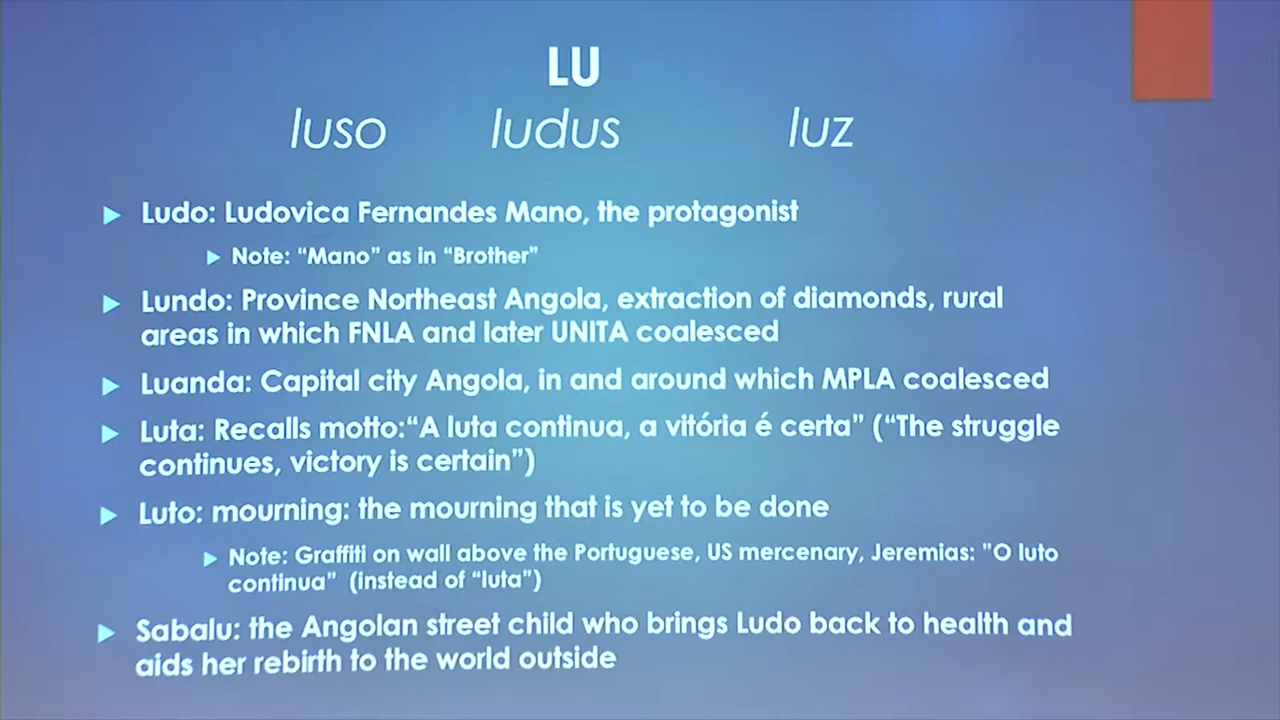 LU
luso ludus luz
Ludo: Ludovica Fernandes Mano, the protagonist
Note: “Mano” as in “Brother”
Lundo: Province Northeast Angola, extraction of diamonds, rural
areas in which FNLA and later UNITA coalesced
Luanda: Capital city Angola, in and around which MPLA coalesced
Luta: Recalls motto:“A luta continua, a vitória é certa” (“The struggle
continues, victory is certain”)
Luto: mourning: the mourning that is yet to be done
Note: Graffiti on wall above the Portuguese, US mercenary, Jeremias: "O luto
continua” (instead of “luta”)
Sabalu: the Angolan street child who brings Ludo back to health and
aids her rebirth to the world outside